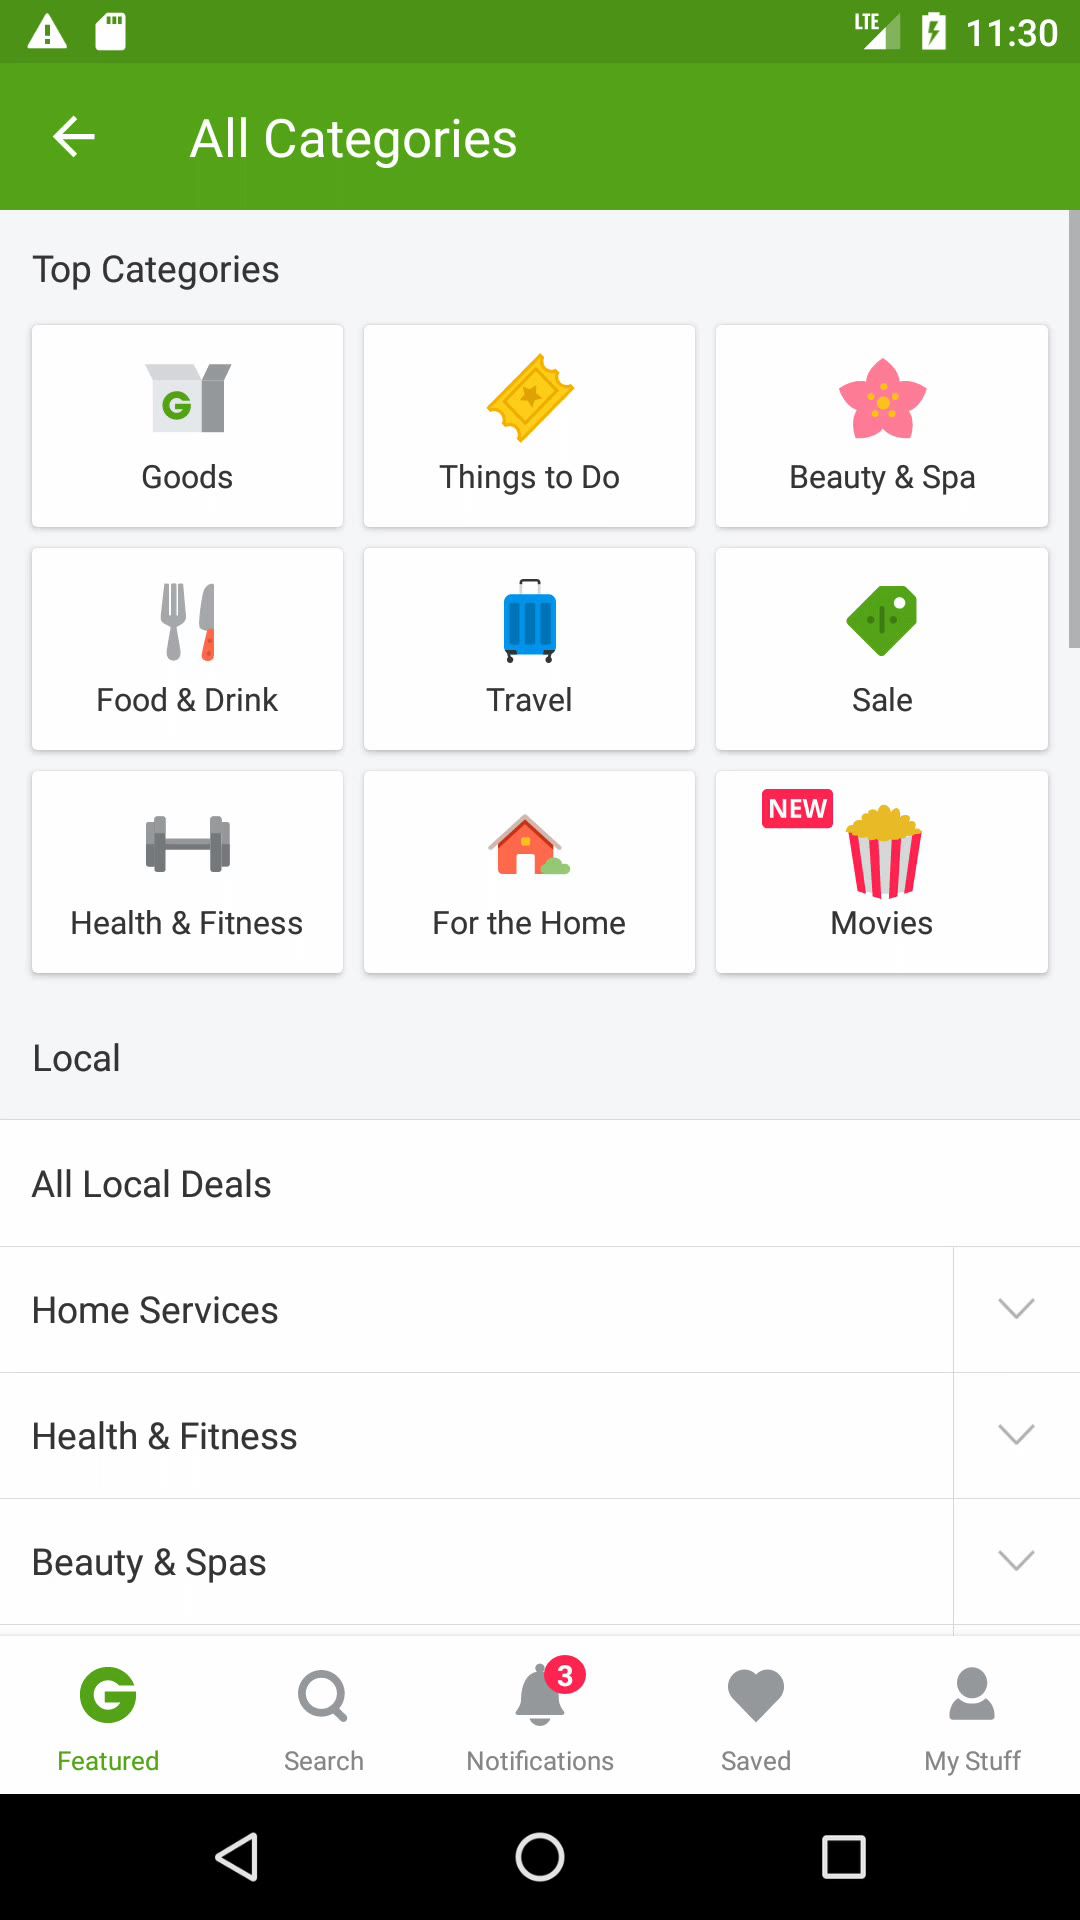 LTE 11:30
All Categories
Top Categories
Goods
Things to Do
Beauty & Spa
Food & Drink
Travel
Sale
Health & Fitness
For the Home
NEW
Movies
Local
All Local Deals
Home Services
Health & Fitness
Beauty & Spas
3
Featured
Search
Notifications
Saved
My Stuff